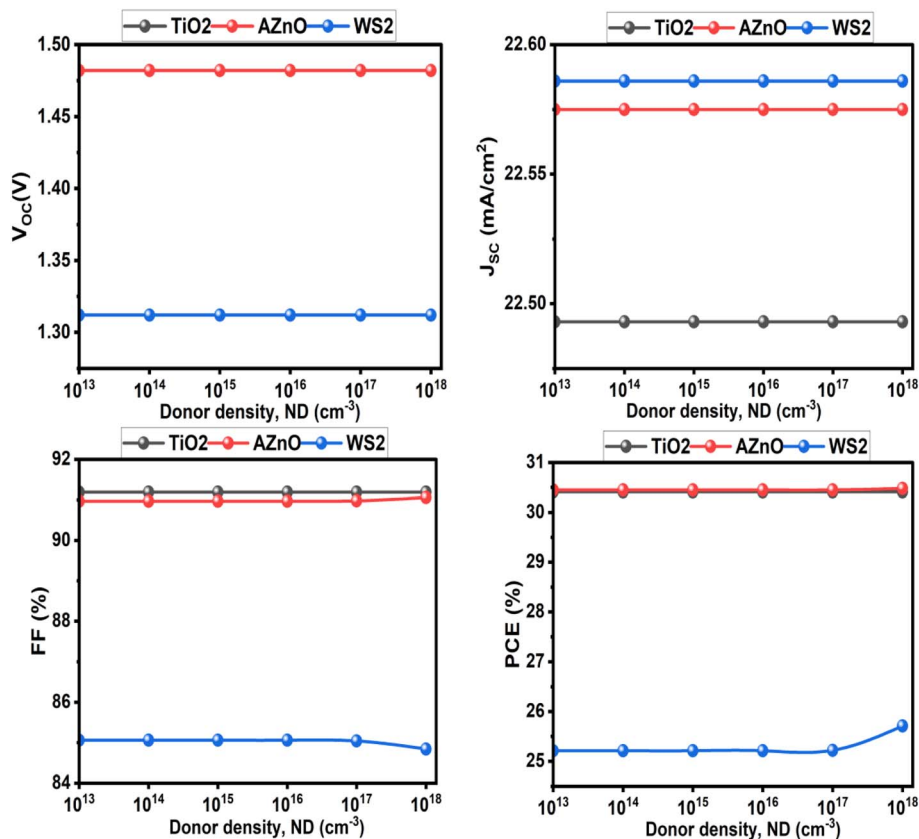 TiO2 AZnO WS2
1.50
1.45
1.40
1.35
1.30
V_OC(V)
10^13 10^14 10^15 10^16 10^17 10^18
Donor density, ND (cm^-3)
TiO2 AZnO WS2
22.60
22.55
22.50
J_SC (mA/cm^2)
10^13 10^14 10^15 10^16 10^17 10^18
Donor density, ND (cm^-3)
TiO2 AZnO WS2
92
90
88
86
84
FF (%)
10^13 10^14 10^15 10^16 10^17 10^18
Donor density, ND (cm^-3)
TiO2 AZnO WS2
31
30
29
28
27
26
25
PCE (%)
10^13 10^14 10^15 10^16 10^17 10^18
Donor density, ND (cm^-3)